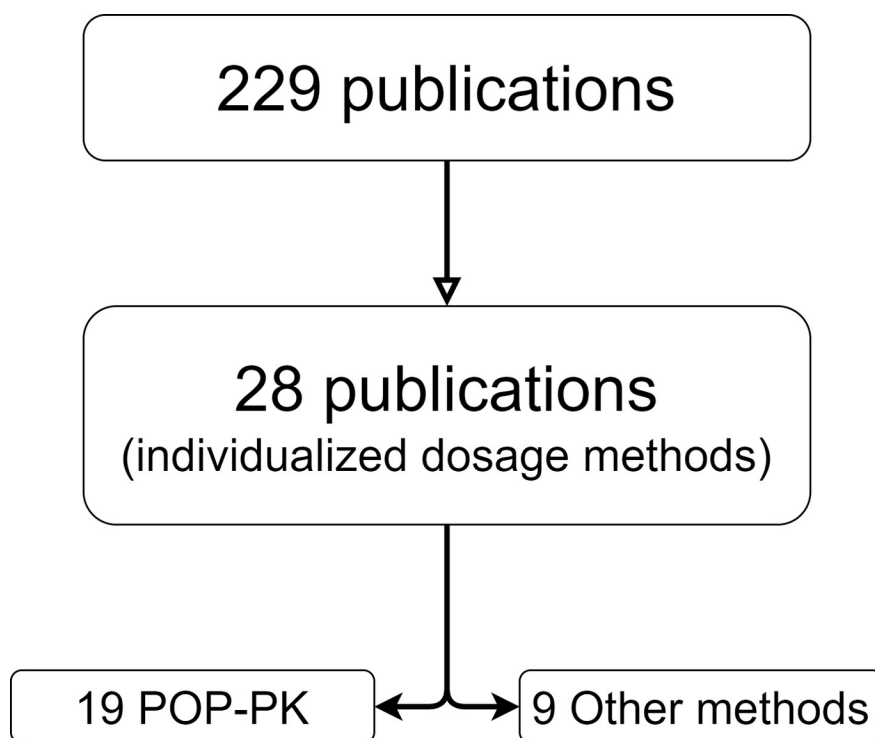 229 publications
28 publications
(individualized dosage methods)
19 POP-PK
9 Other methods